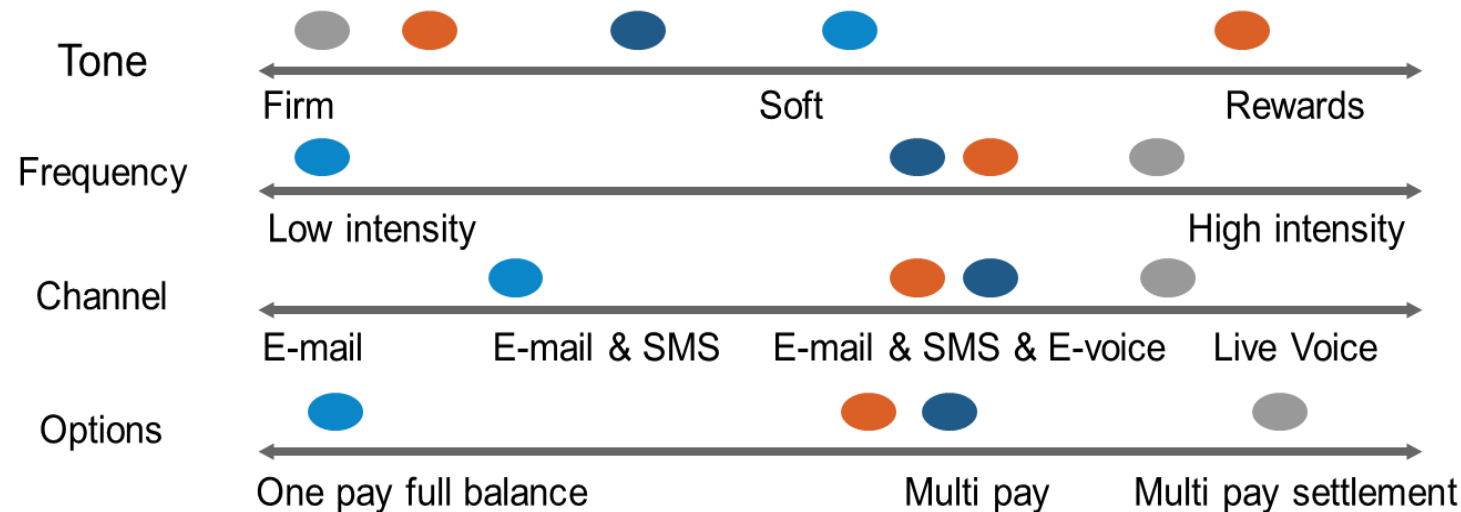 Tone
Firm Soft Rewards
Frequency
Low intensity High intensity
Channel
E-mail E-mail & SMS E-mail & SMS & E-voice Live Voice
Options
One pay full balance Multi pay Multi pay settlement